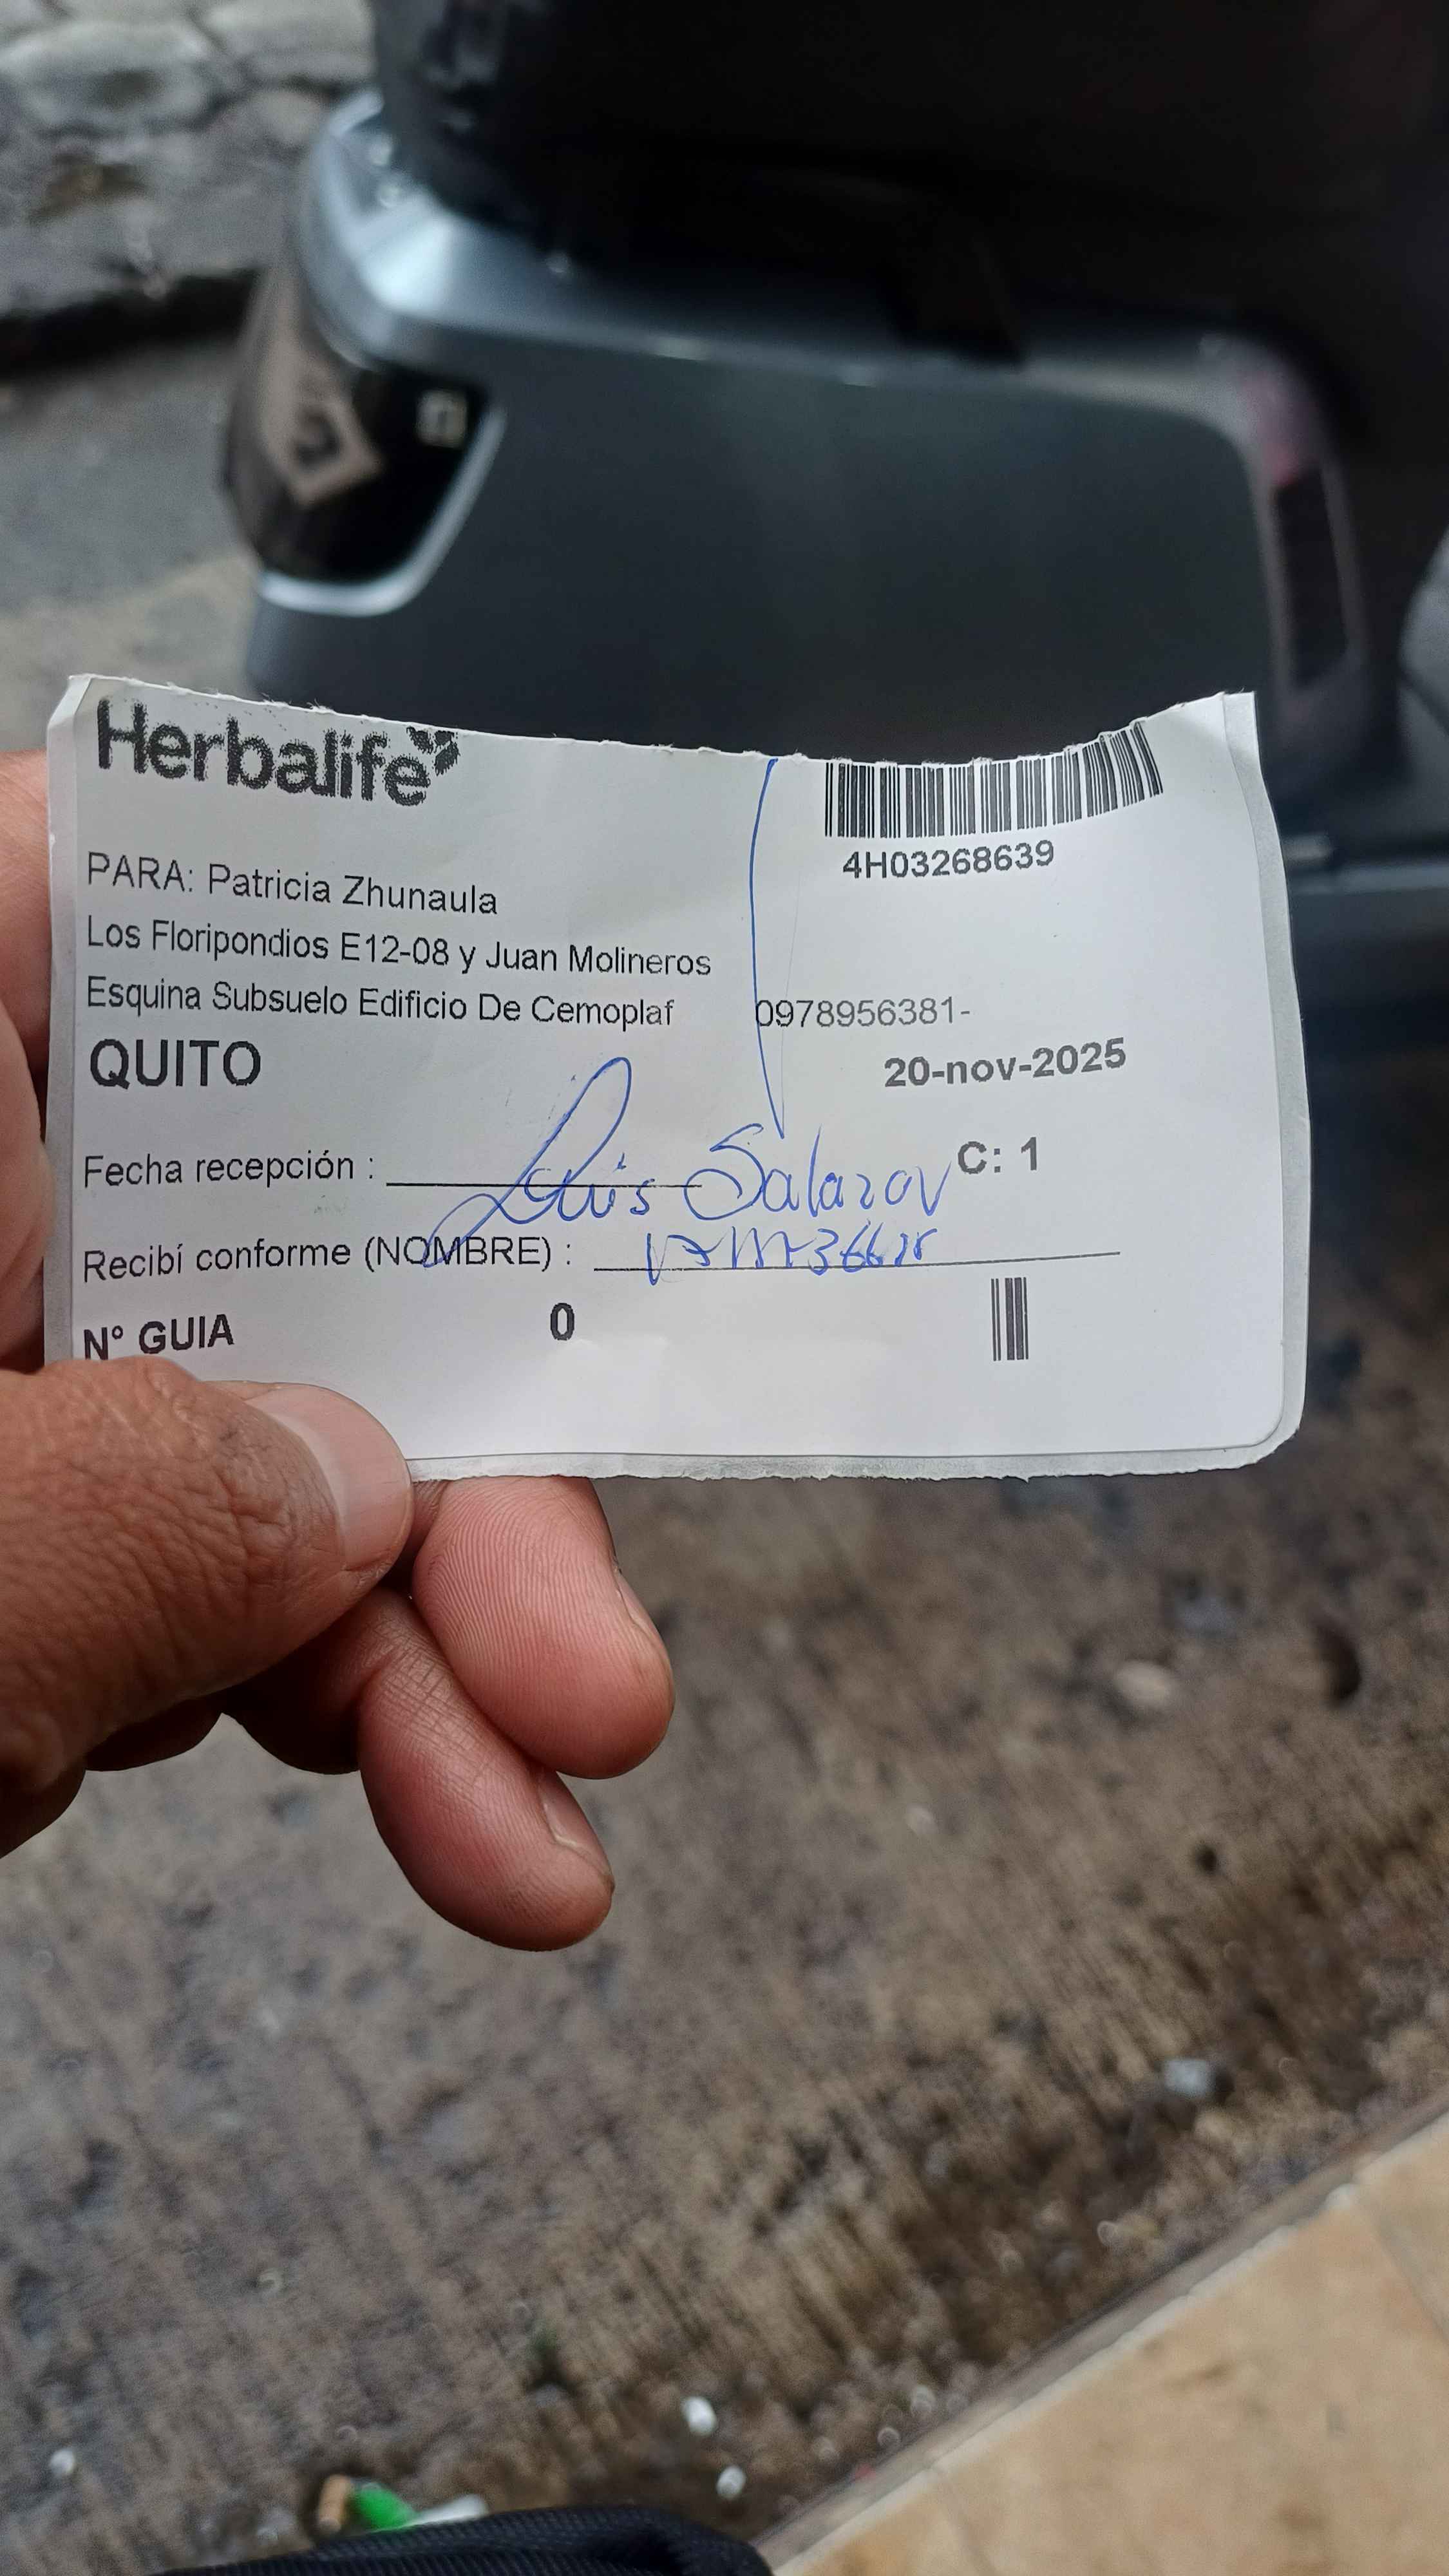 Herbalife
4H03268639
PARA: Patricia Zhunaula
Los Floripondios E12-08 y Juan Molineros
Esquina Subsuelo Edificio De Cemoplaf 0978956381-
QUITO 20-nov-2025
Fecha recepción : Luis Salazar C: 1
Recibí conforme (NOMBRE) :
N° GUIA 0